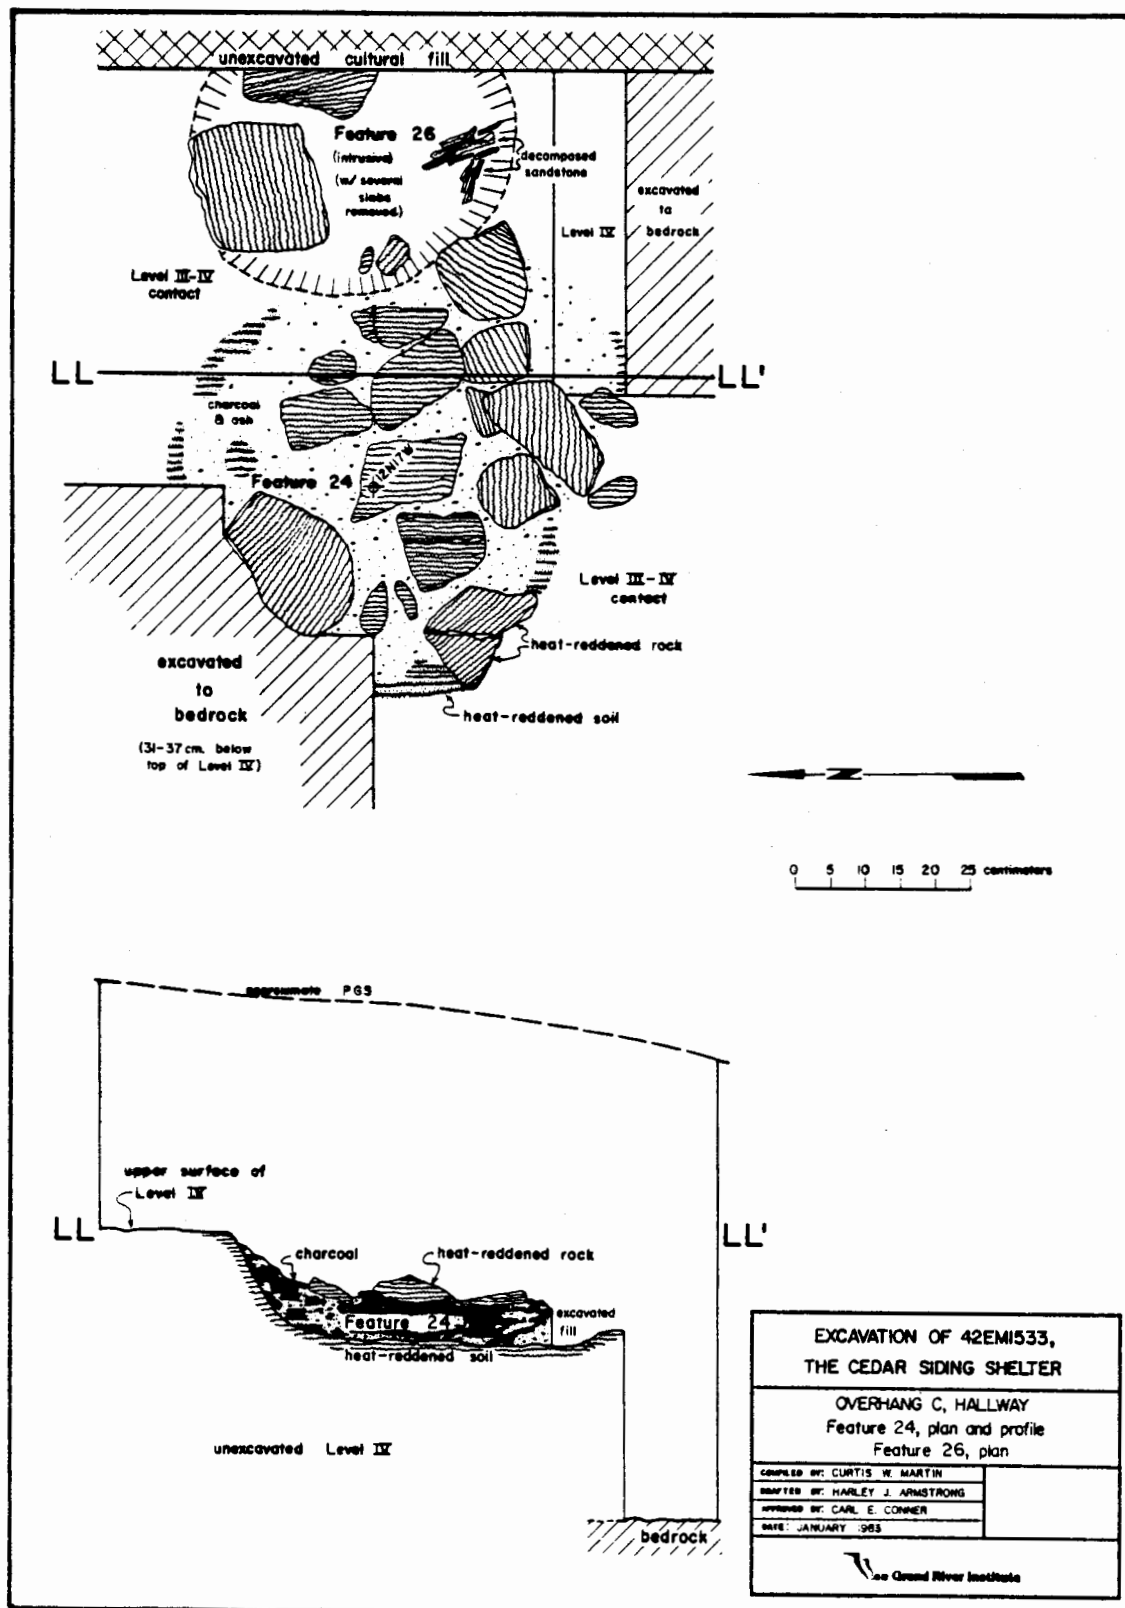 unexcavated cultural fill
Feature 26
(intrusive)
(w/ several
slabs
removed.)
decomposed
sandstone
Level IV
excavated
to
bedrock
Level III-IV
contact
LL
LL'
charcoal
& ash
Feature 24
12N17W
Level III-IV
contact
heat-reddened rock
heat-reddened soil
excavated
to
bedrock
(31-37cm. below
top of Level IV)
N
0 5 10 15 20 25 centimeters
approximate PGS
upper surface of
Level IV
LL
LL'
charcoal
heat-reddened rock
Feature 24
excavated
fill
heat-reddened soil
unexcavated Level IV
bedrock
EXCAVATION OF 42EM1533,
THE CEDAR SIDING SHELTER
OVERHANG C, HALLWAY
Feature 24, plan and profile
Feature 26, plan
COMPILED BY: CURTIS W. MARTIN
DRAFTED BY: HARLEY J. ARMSTRONG
APPROVED BY: CARL E. CONNER
DATE: JANUARY 1983
Grand River Institute